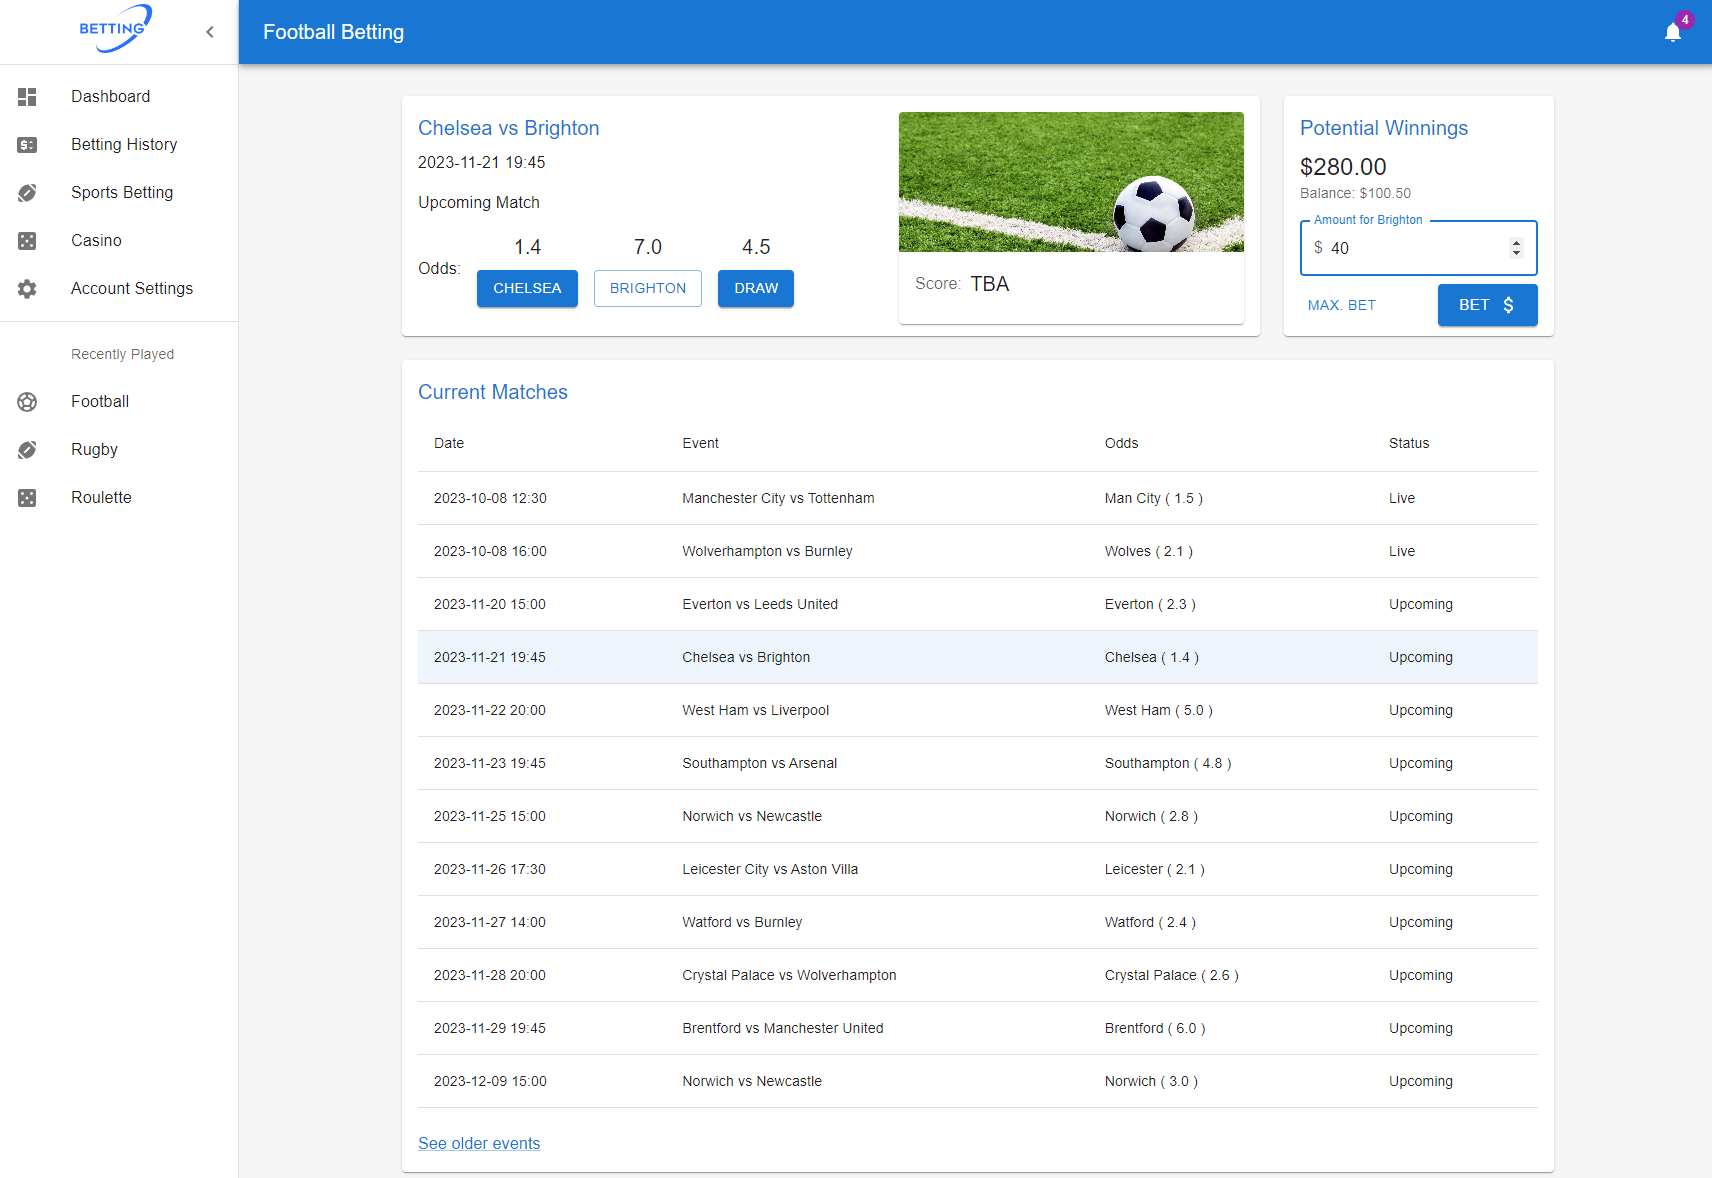 BETTING
Football Betting
4
Dashboard
Betting History
Sports Betting
Casino
Account Settings
Recently Played
Football
Rugby
Roulette
Chelsea vs Brighton
2023-11-21 19:45
Upcoming Match
Odds:
1.4
CHELSEA
7.0
BRIGHTON
4.5
DRAW
Score: TBA
Potential Winnings
$280.00
Balance: $100.50
Amount for Brighton
$ 40
MAX. BET
BET $
Current Matches
Date Event Odds Status
2023-10-08 12:30 Manchester City vs Tottenham Man City ( 1.5 ) Live
2023-10-08 16:00 Wolverhampton vs Burnley Wolves ( 2.1 ) Live
2023-11-20 15:00 Everton vs Leeds United Everton ( 2.3 ) Upcoming
2023-11-21 19:45 Chelsea vs Brighton Chelsea ( 1.4 ) Upcoming
2023-11-22 20:00 West Ham vs Liverpool West Ham ( 5.0 ) Upcoming
2023-11-23 19:45 Southampton vs Arsenal Southampton ( 4.8 ) Upcoming
2023-11-25 15:00 Norwich vs Newcastle Norwich ( 2.8 ) Upcoming
2023-11-26 17:30 Leicester City vs Aston Villa Leicester ( 2.1 ) Upcoming
2023-11-27 14:00 Watford vs Burnley Watford ( 2.4 ) Upcoming
2023-11-28 20:00 Crystal Palace vs Wolverhampton Crystal Palace ( 2.6 ) Upcoming
2023-11-29 19:45 Brentford vs Manchester United Brentford ( 6.0 ) Upcoming
2023-12-09 15:00 Norwich vs Newcastle Norwich ( 3.0 ) Upcoming
See older events